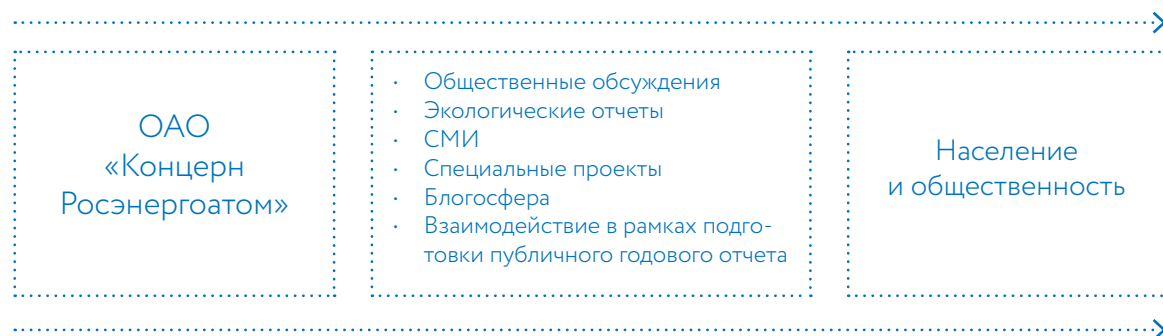 ОАО
«Концерн
Росэнергоатом»
· Общественные обсуждения
· Экологические отчеты
· СМИ
· Специальные проекты
· Блогосфера
· Взаимодействие в рамках подго-
товки публичного годового отчета
Население
и общественность